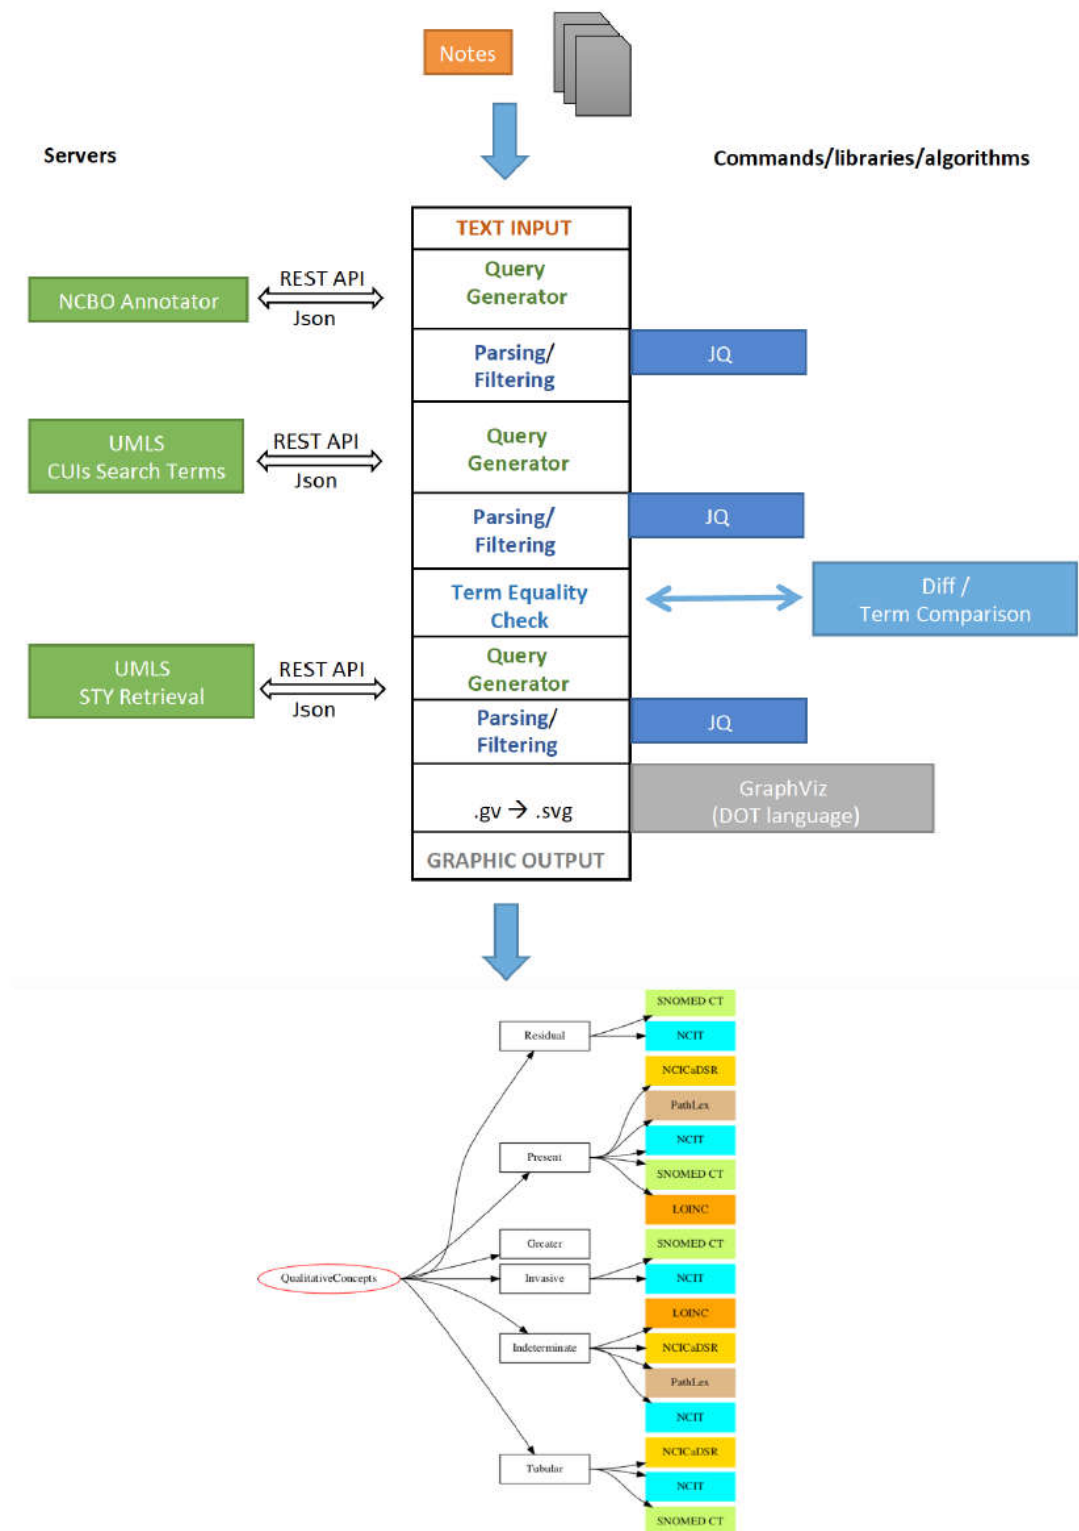 Notes
Servers
Commands/libraries/algorithms
TEXT INPUT
Query
Generator
NCBO Annotator
REST API
Json
Parsing/
Filtering
JQ
UMLS
CUIs Search Terms
REST API
Json
Query
Generator
Parsing/
Filtering
JQ
Term Equality
Check
Diff /
Term Comparison
UMLS
STY Retrieval
REST API
Json
Query
Generator
Parsing/
Filtering
JQ
.gv → .svg
GraphViz
(DOT language)
GRAPHIC OUTPUT
QualitativeConcepts
Residual
SNOMED CT
NCIT
Present
NCICaDSR
PathLex
NCIT
SNOMED CT
LOINC
Greater
Invasive
SNOMED CT
NCIT
Indeterminate
LOINC
NCICaDSR
PathLex
NCIT
Tubular
NCICaDSR
NCIT
SNOMED CT